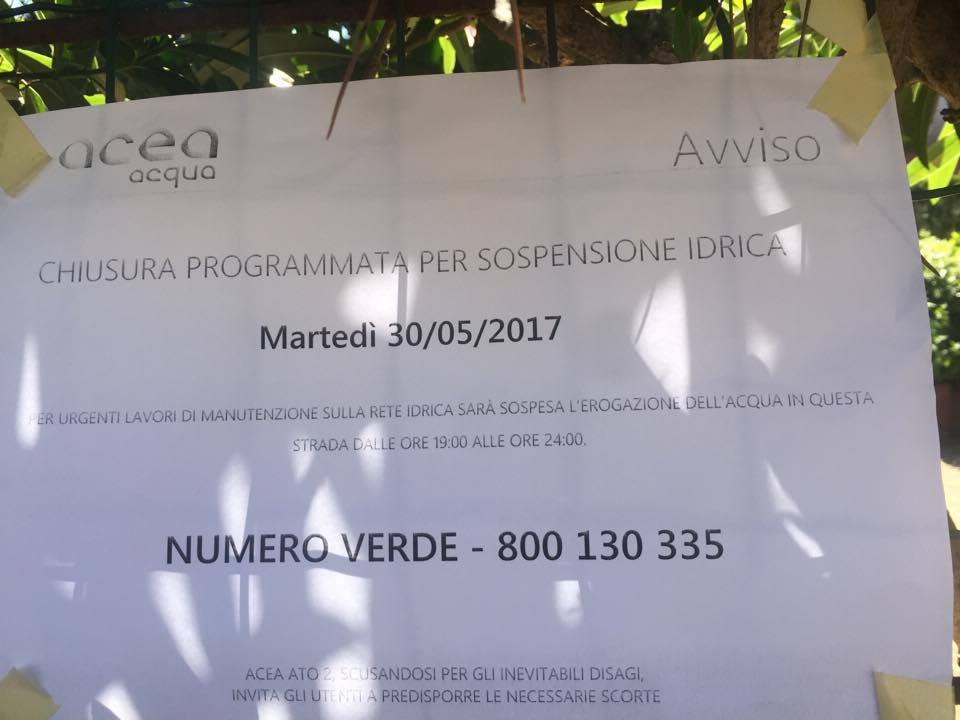 acea
acqua
Avviso
CHIUSURA PROGRAMMATA PER SOSPENSIONE IDRICA
Martedì 30/05/2017
PER URGENTI LAVORI DI MANUTENZIONE SULLA RETE IDRICA SARÀ SOSPESA L'EROGAZIONE DELL'ACQUA IN QUESTA
STRADA DALLE ORE 19:00 ALLE ORE 24:00.
NUMERO VERDE - 800 130 335
ACEA ATO 2, SCUSANDOSI PER GLI INEVITABILI DISAGI,
INVITA GLI UTENTI A PREDISPORRE LE NECESSARIE SCORTE